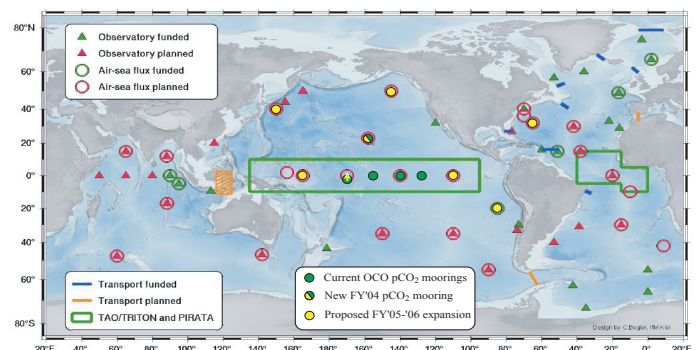 Observatory funded
Observatory planned
Air-sea flux funded
Air-sea flux planned
80°N
60°
40°
20°
0°
20°
40°
60°
80°S
Transport funded
Transport planned
TAO/TRITON and PIRATA
Current OCO pCO₂ moorings
New FY'04 pCO₂ mooring
Proposed FY'05-'06 expansion
Design by C.Begler, IfM Kiel
20°E 40° 60° 80° 100° 120° 140° 160° 180° 160° 140° 120° 100° 80° 60° 40° 20° 0° 20°E